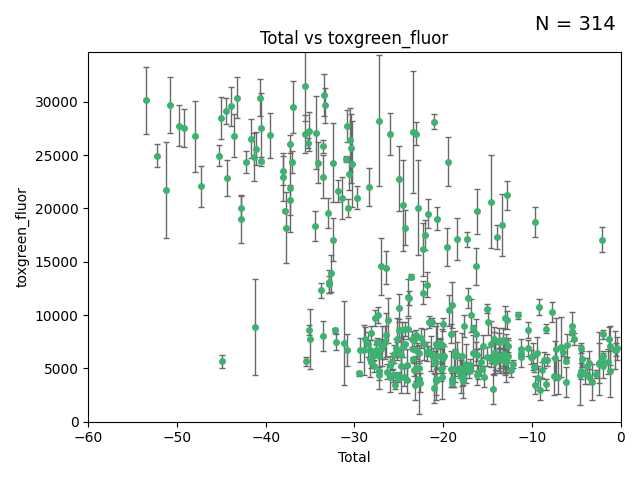 N = 314
Total vs toxgreen_fluor
toxgreen_fluor
30000
25000
20000
15000
10000
5000
0
−60 −50 −40 −30 −20 −10 0
Total